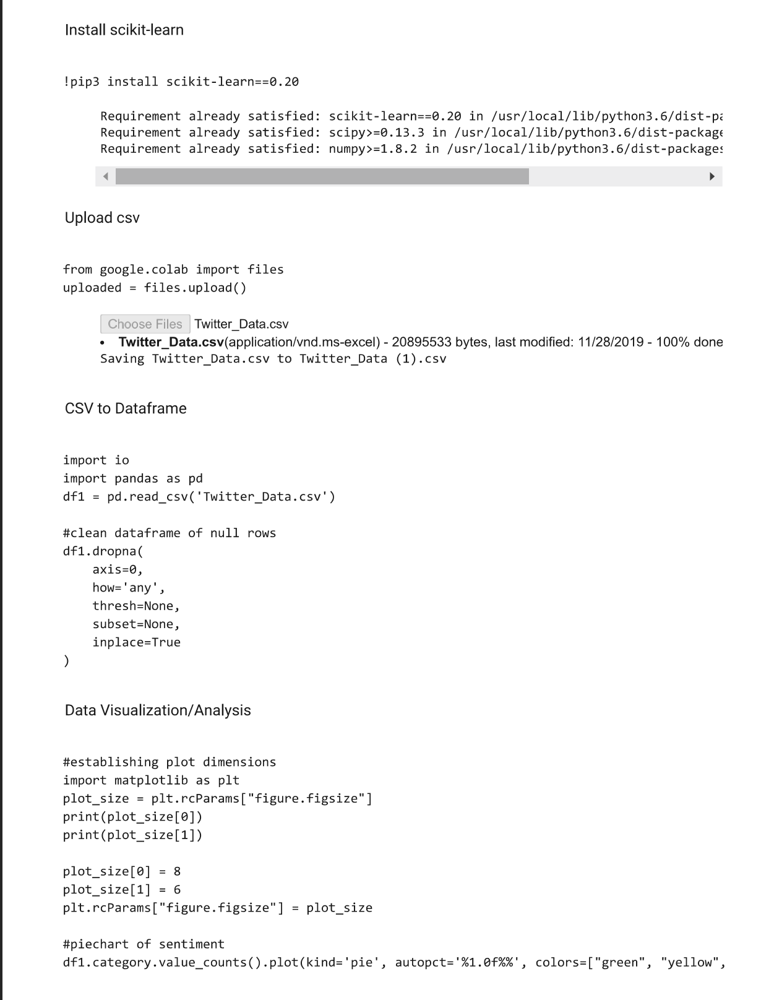 Install scikit-learn
!pip3 install scikit-learn==0.20
Requirement already satisfied: scikit-learn==0.20 in /usr/local/lib/python3.6/dist-pa
Requirement already satisfied: scipy>=0.13.3 in /usr/local/lib/python3.6/dist-package
Requirement already satisfied: numpy>=1.8.2 in /usr/local/lib/python3.6/dist-packages
Upload csv
from google.colab import files
uploaded = files.upload()
Choose Files Twitter_Data.csv
• Twitter_Data.csv(application/vnd.ms-excel) - 20895533 bytes, last modified: 11/28/2019 - 100% done
Saving Twitter_Data.csv to Twitter_Data (1).csv
CSV to Dataframe
import io
import pandas as pd
df1 = pd.read_csv('Twitter_Data.csv')
#clean dataframe of null rows
df1.dropna(
    axis=0,
    how='any',
    thresh=None,
    subset=None,
    inplace=True
)
Data Visualization/Analysis
#establishing plot dimensions
import matplotlib as plt
plot_size = plt.rcParams["figure.figsize"]
print(plot_size[0])
print(plot_size[1])
plot_size[0] = 8
plot_size[1] = 6
plt.rcParams["figure.figsize"] = plot_size
#piechart of sentiment
df1.category.value_counts().plot(kind='pie', autopct='%1.0f%%', colors=["green", "yellow",